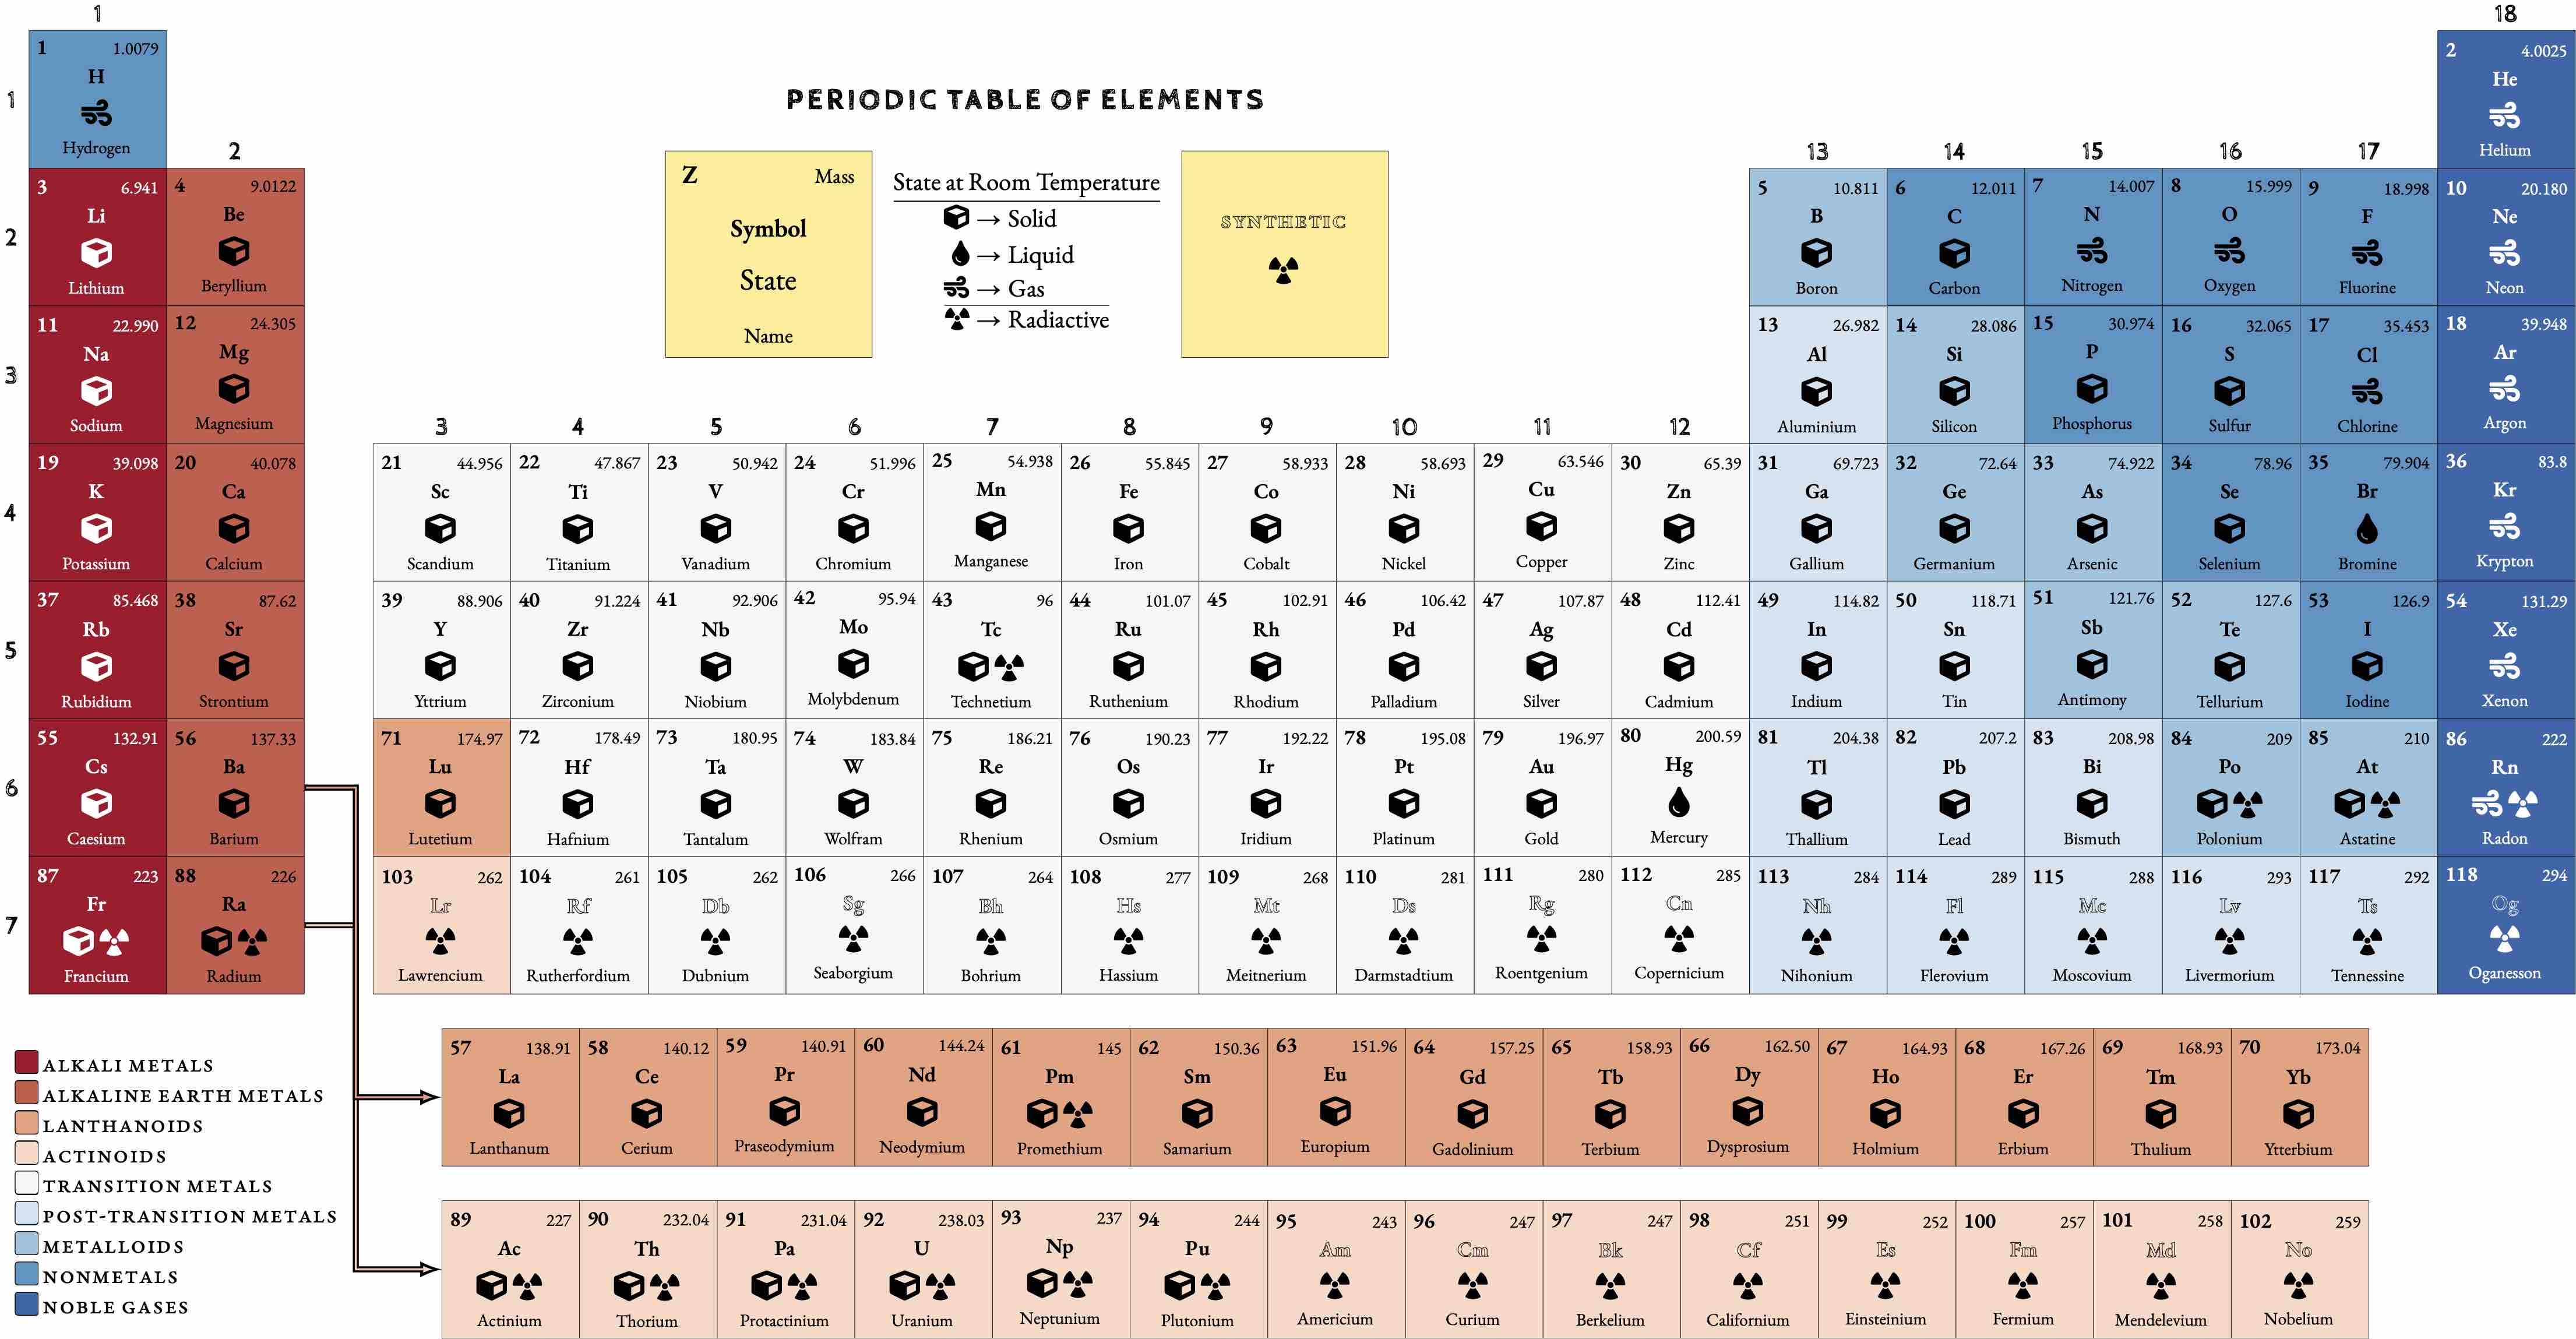 1
18
1 1.0079
H
Hydrogen
2 4.0025
He
Helium
1
PERIODIC TABLE OF ELEMENTS
Z Mass
Symbol
State
Name
State at Room Temperature
→ Solid
→ Liquid
→ Gas
→ Radiactive
SYNTHETIC
2
13 14 15 16 17
3 6.941 4 9.0122 5 10.811 6 12.011 7 14.007 8 15.999 9 18.998 10 20.180
Li Be B C N O F Ne
2
Lithium Beryllium Boron Carbon Nitrogen Oxygen Fluorine Neon
11 22.990 12 24.305 13 26.982 14 28.086 15 30.974 16 32.065 17 35.453 18 39.948
Na Mg Al Si P S Cl Ar
3
Sodium Magnesium Aluminium Silicon Phosphorus Sulfur Chlorine Argon
3 4 5 6 7 8 9 10 11 12
19 39.098 20 40.078 21 44.956 22 47.867 23 50.942 24 51.996 25 54.938 26 55.845 27 58.933 28 58.693 29 63.546 30 65.39 31 69.723 32 72.64 33 74.922 34 78.96 35 79.904 36 83.8
K Ca Sc Ti V Cr Mn Fe Co Ni Cu Zn Ga Ge As Se Br Kr
4
Potassium Calcium Scandium Titanium Vanadium Chromium Manganese Iron Cobalt Nickel Copper Zinc Gallium Germanium Arsenic Selenium Bromine Krypton
37 85.468 38 87.62 39 88.906 40 91.224 41 92.906 42 95.94 43 96 44 101.07 45 102.91 46 106.42 47 107.87 48 112.41 49 114.82 50 118.71 51 121.76 52 127.6 53 126.9 54 131.29
Rb Sr Y Zr Nb Mo Tc Ru Rh Pd Ag Cd In Sn Sb Te I Xe
5
Rubidium Strontium Yttrium Zirconium Niobium Molybdenum Technetium Ruthenium Rhodium Palladium Silver Cadmium Indium Tin Antimony Tellurium Iodine Xenon
55 132.91 56 137.33 71 174.97 72 178.49 73 180.95 74 183.84 75 186.21 76 190.23 77 192.22 78 195.08 79 196.97 80 200.59 81 204.38 82 207.2 83 208.98 84 209 85 210 86 222
Cs Ba Lu Hf Ta W Re Os Ir Pt Au Hg Tl Pb Bi Po At Rn
6
Caesium Barium Lutetium Hafnium Tantalum Wolfram Rhenium Osmium Iridium Platinum Gold Mercury Thallium Lead Bismuth Polonium Astatine Radon
87 223 88 226 103 262 104 261 105 262 106 266 107 264 108 277 109 268 110 281 111 280 112 285 113 284 114 289 115 288 116 293 117 292 118 294
Fr Ra Lr Rf Db Sg Bh Hs Mt Ds Rg Cn Nh Fl Mc Lv Ts Og
7
Francium Radium Lawrencium Rutherfordium Dubnium Seaborgium Bohrium Hassium Meitnerium Darmstadtium Roentgenium Copernicium Nihonium Flerovium Moscovium Livermorium Tennessine Oganesson
ALKALI METALS
ALKALINE EARTH METALS
LANTHANOIDS
ACTINOIDS
TRANSITION METALS
POST-TRANSITION METALS
METALLOIDS
NONMETALS
NOBLE GASES
57 138.91 58 140.12 59 140.91 60 144.24 61 145 62 150.36 63 151.96 64 157.25 65 158.93 66 162.50 67 164.93 68 167.26 69 168.93 70 173.04
La Ce Pr Nd Pm Sm Eu Gd Tb Dy Ho Er Tm Yb
Lanthanum Cerium Praseodymium Neodymium Promethium Samarium Europium Gadolinium Terbium Dysprosium Holmium Erbium Thulium Ytterbium
89 227 90 232.04 91 231.04 92 238.03 93 237 94 244 95 243 96 247 97 247 98 251 99 252 100 257 101 258 102 259
Ac Th Pa U Np Pu Am Cm Bk Cf Es Fm Md No
Actinium Thorium Protactinium Uranium Neptunium Plutonium Americium Curium Berkelium Californium Einsteinium Fermium Mendelevium Nobelium